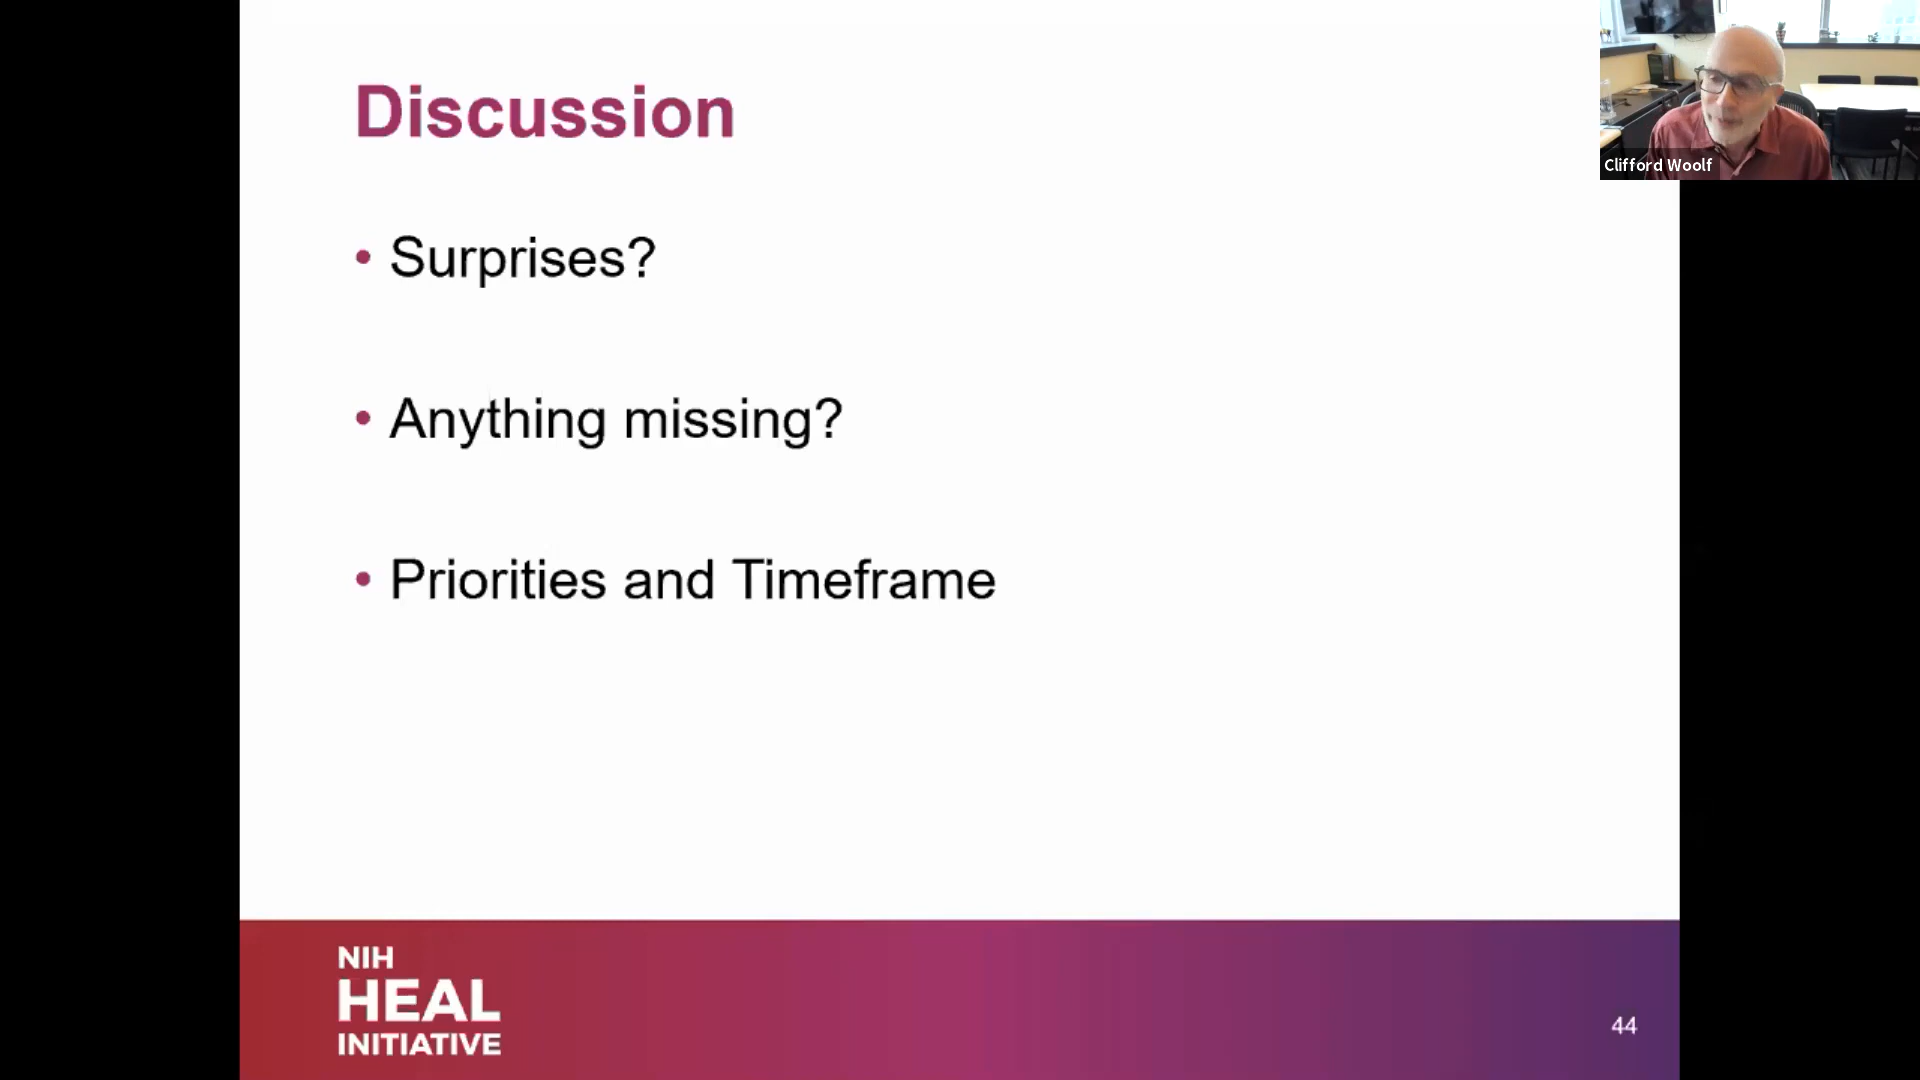 Discussion
• Surprises?
• Anything missing?
• Priorities and Timeframe
NIH
HEAL
INITIATIVE
44
Clifford Woolf